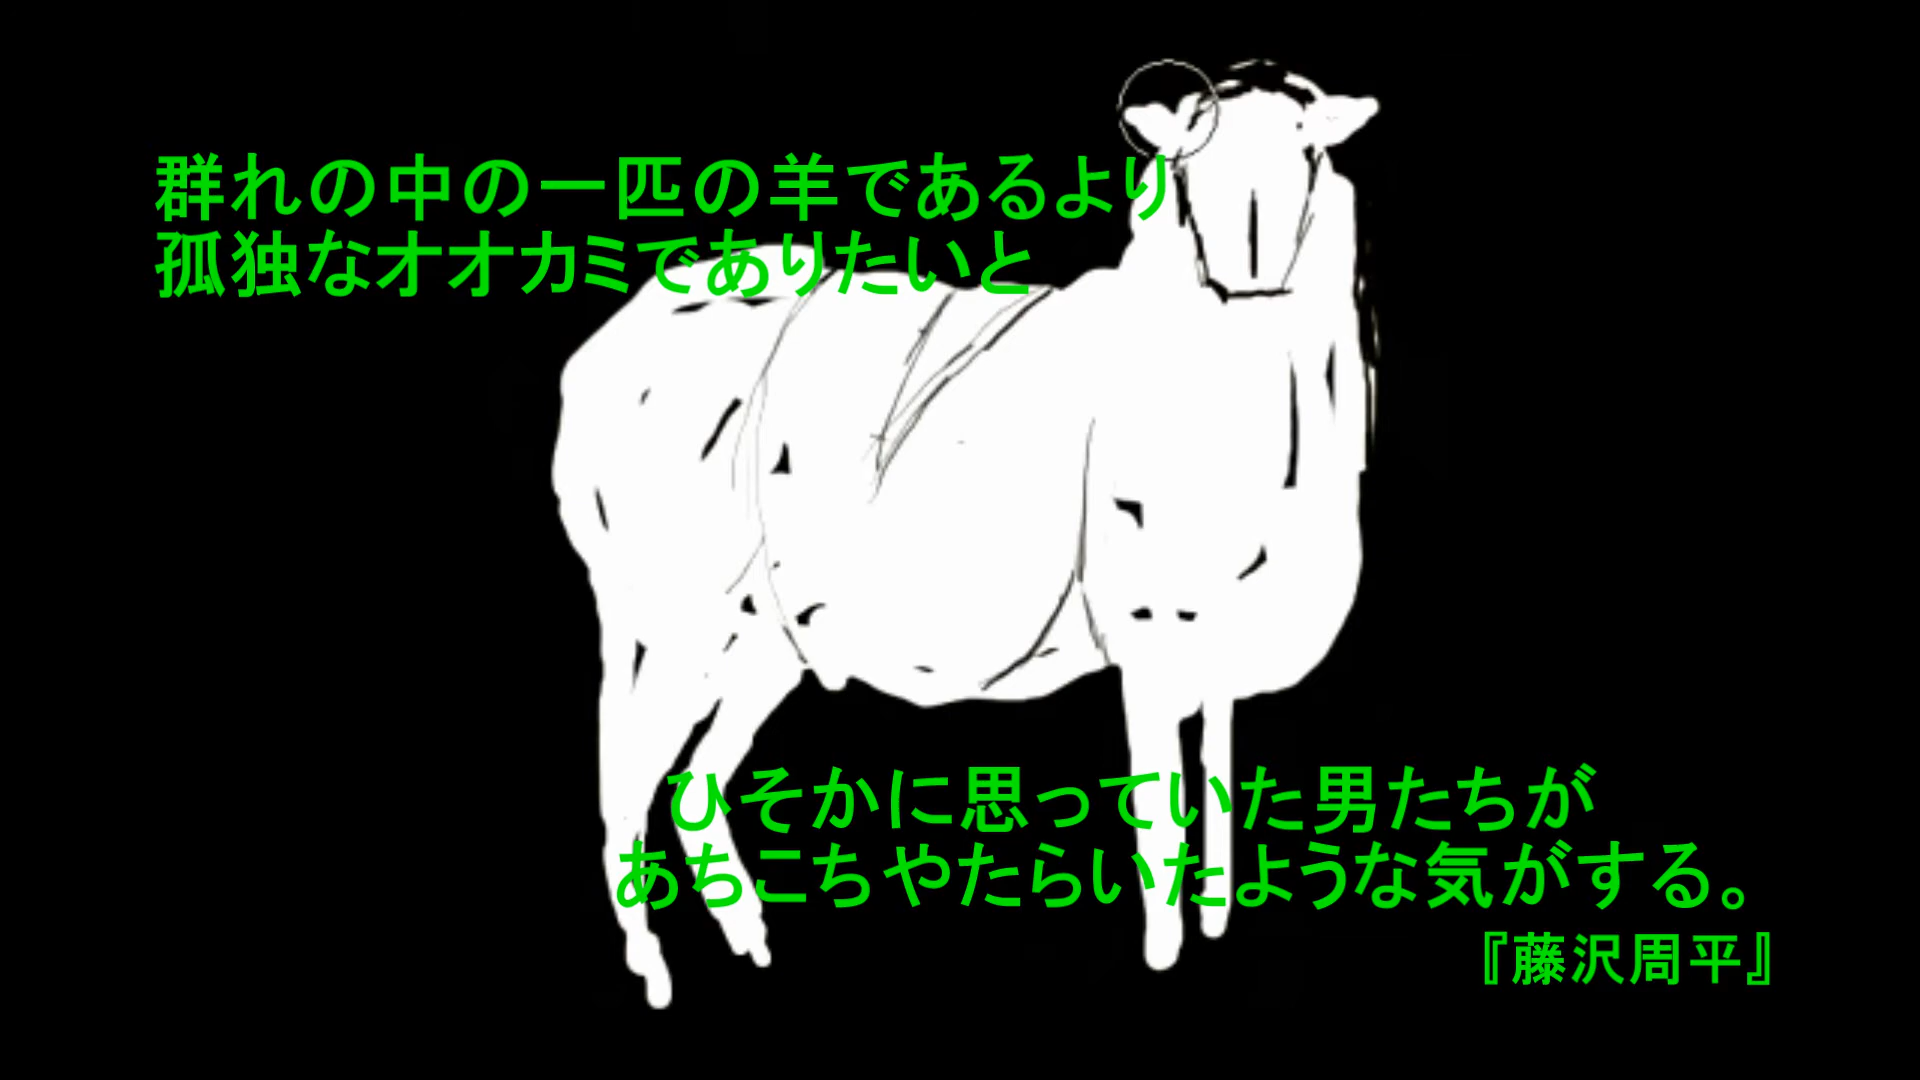 群れの中の一匹の羊であるより
孤独なオオカミでありたいと
ひそかに思っていた男たちが
あちこちやたらいたような気がする。
『藤沢周平』